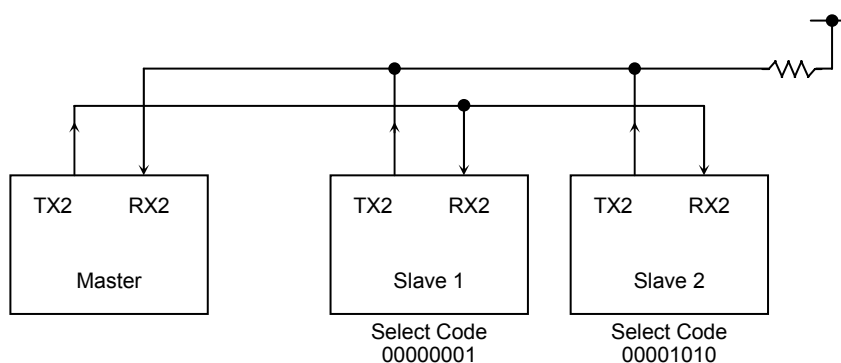 TX2 RX2 TX2 RX2 TX2 RX2
Master Slave 1 Slave 2
Select Code Select Code
00000001 00001010